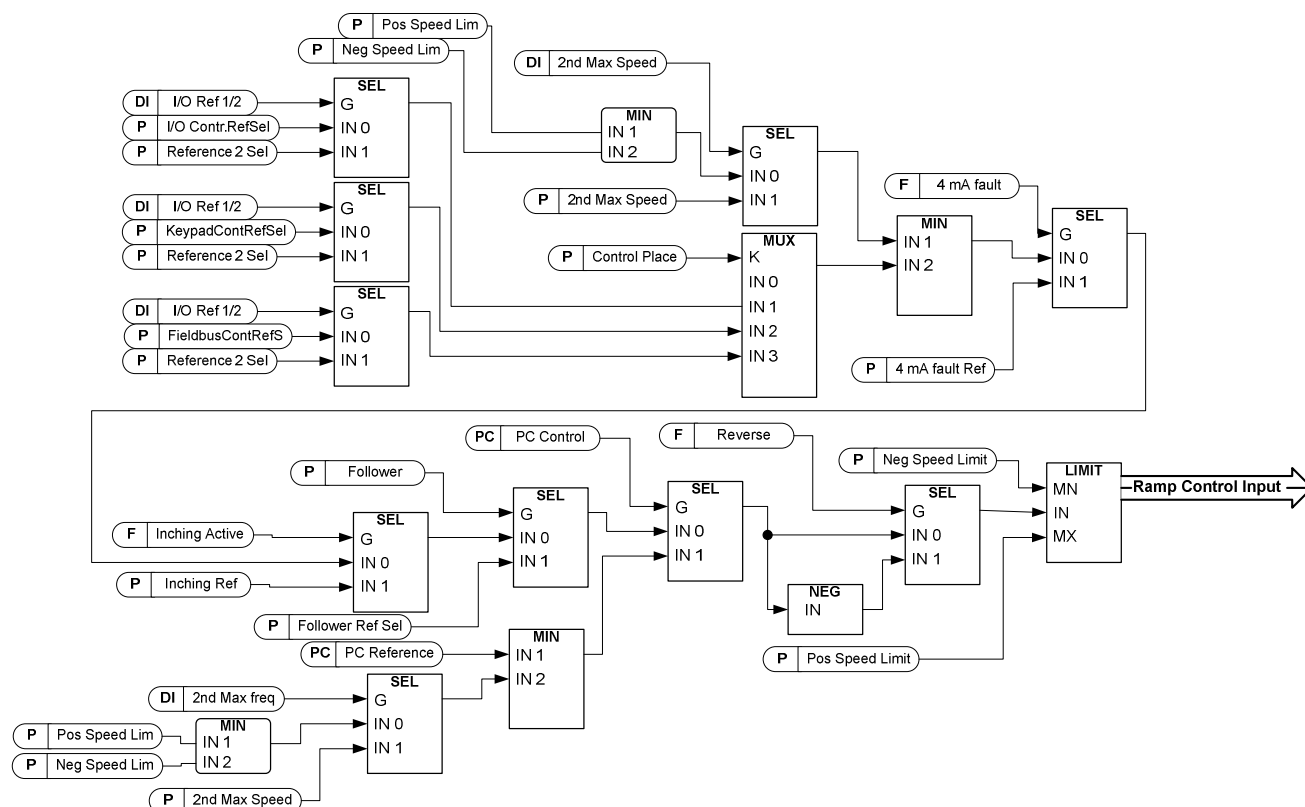 P Pos Speed Lim
P Neg Speed Lim
DI 2nd Max Speed
SEL
DI I/O Ref 1/2
G
P I/O Contr.RefSel
IN 0
P Reference 2 Sel
IN 1
MIN
IN 1
IN 2
SEL
G
IN 0
IN 1
P 2nd Max Speed
SEL
DI I/O Ref 1/2
G
P KeypadContRefSel
IN 0
P Reference 2 Sel
IN 1
F 4 mA fault
SEL
G
IN 0
IN 1
MIN
IN 1
IN 2
MUX
P Control Place
K
IN 0
IN 1
IN 2
IN 3
SEL
DI I/O Ref 1/2
G
P FieldbusContRefS
IN 0
P Reference 2 Sel
IN 1
P 4 mA fault Ref
PC PC Control
F Reverse
P Neg Speed Limit
P Follower
LIMIT
MN
IN
MX
Ramp Control Input
SEL
G
IN 0
IN 1
SEL
G
IN 0
IN 1
SEL
G
IN 0
IN 1
F Inching Active
SEL
G
IN 0
IN 1
P Inching Ref
NEG
IN
P Follower Ref Sel
PC PC Reference
MIN
IN 1
IN 2
P Pos Speed Limit
DI 2nd Max freq
SEL
G
IN 0
IN 1
P Pos Speed Lim
MIN
IN 1
IN 2
P Neg Speed Lim
P 2nd Max Speed